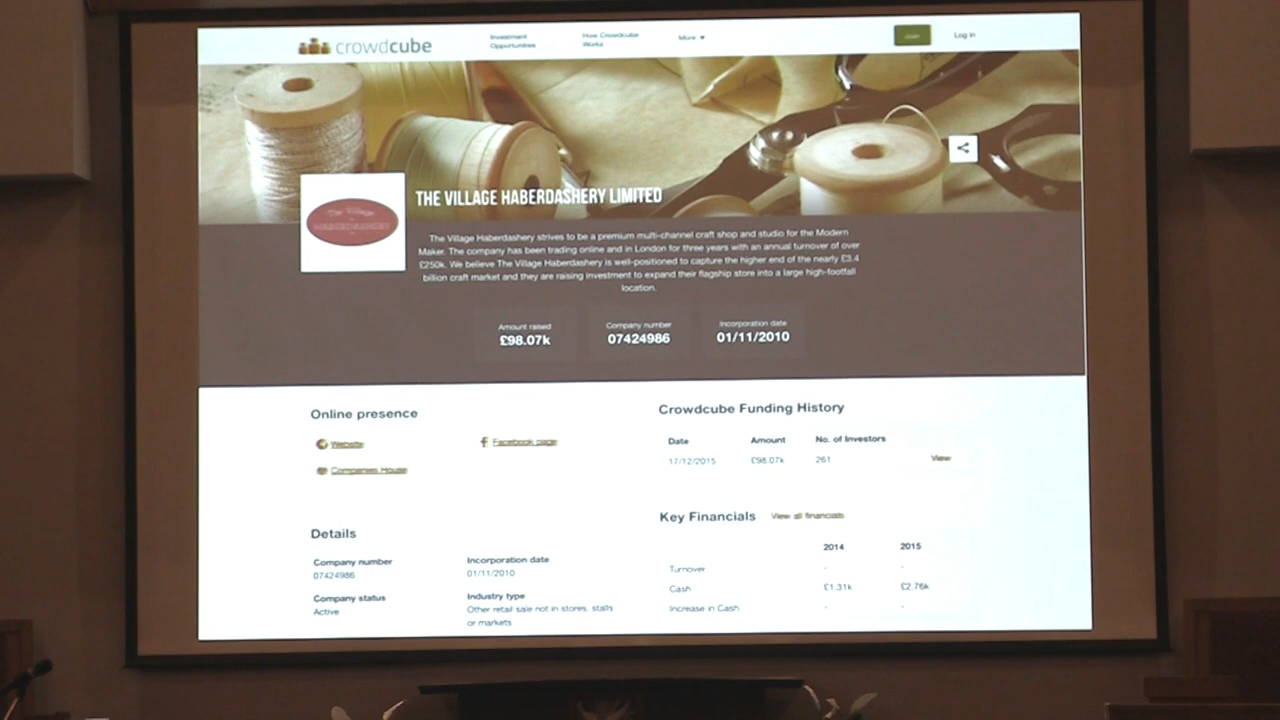 crowdcube
Investment
Opportunities
How Crowdcube
Works
More
Join
Log in
THE VILLAGE HABERDASHERY LIMITED
The Village Haberdashery strives to be a premium multi-channel craft shop and studio for the Modern
Maker. The company has been trading online and in London for three years with an annual turnover of over
£250k. We believe The Village Haberdashery is well-positioned to capture the higher end of the nearly £3.4
billion craft market and they are raising investment to expand their flagship store into a large high-footfall
location.
Amount raised
£98.07k
Company number
07424986
Incorporation date
01/11/2010
Online presence
Website
Facebook page
Companies House
Details
Company number
07424986
Incorporation date
01/11/2010
Company status
Active
Industry type
Other retail sale not in stores, stalls
or markets
Crowdcube Funding History
Date Amount No. of Investors
17/12/2015 £98.07k 261 View
Key Financials View all financials
2014 2015
Turnover - -
Cash £1.31k £2.76k
Increase in Cash - -